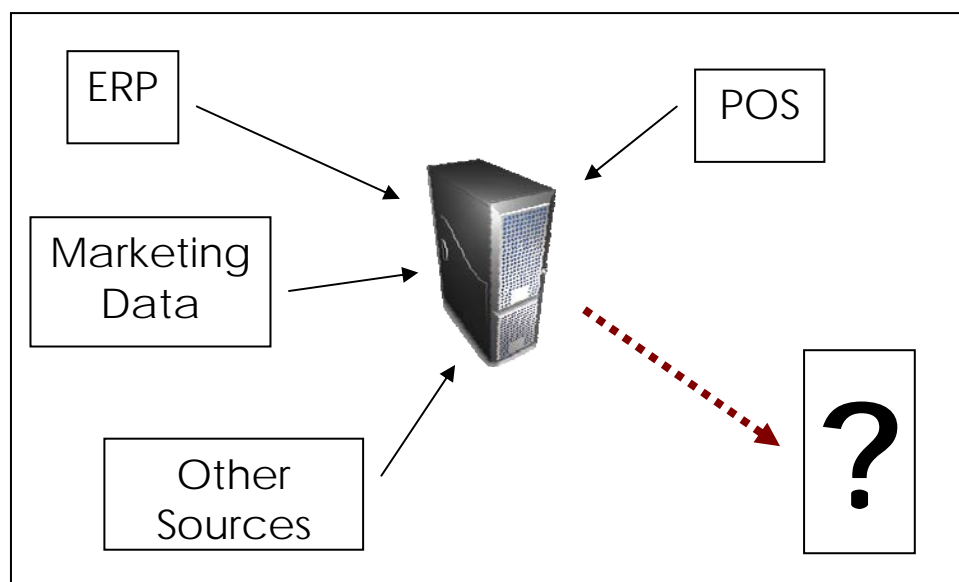 ERP
POS
Marketing
Data
Other
Sources
?